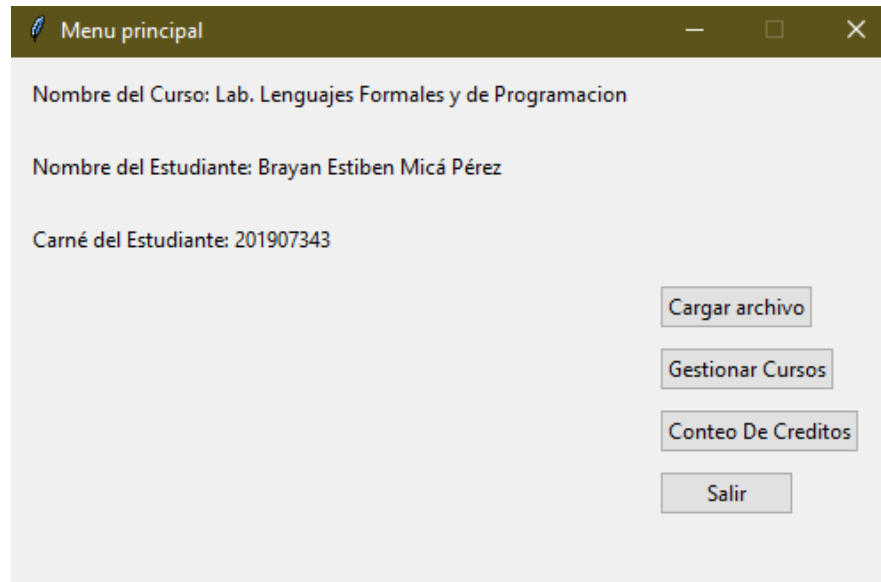 Menu principal
Nombre del Curso: Lab. Lenguajes Formales y de Programacion
Nombre del Estudiante: Brayan Estiben Micá Pérez
Carné del Estudiante: 201907343
Cargar archivo
Gestionar Cursos
Conteo De Creditos
Salir